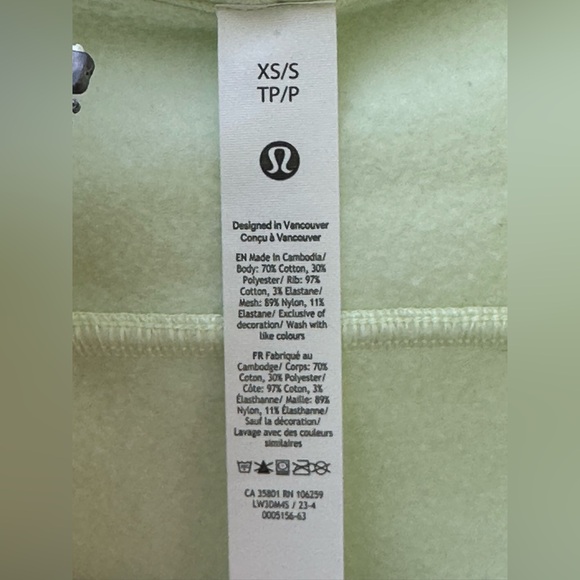 XS/S
TP/P
Designed in Vancouver
Conçu à Vancouver
EN Made in Cambodia/
Body: 70% Cotton, 30%
Polyester/ Rib: 97%
Cotton, 3% Elastane/
Mesh: 89% Nylon, 11%
Elastane/ Exclusive of
decoration/ Wash with
like colours
FR Fabriqué au
Cambodge/ Corps: 70%
Coton, 30% Polyester/
Côte: 97% Coton, 3%
Élasthanne/ Maille: 89%
Nylon, 11% Élasthanne/
Sauf la décoration/
Lavage avec des couleurs
similaires
CA 35801 RN 106259
LW3DM4S / 23-4
0005156-63